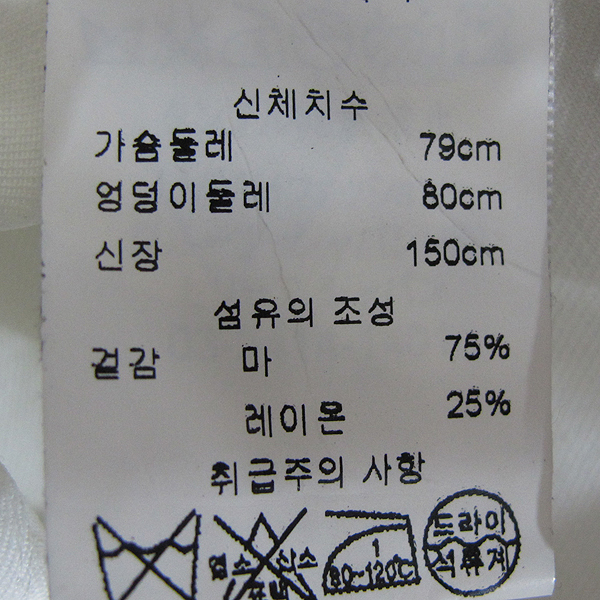 신체치수
가슴둘레 79cm
엉덩이둘레 80cm
신장 150cm
섬유의 조성
겉감 마 75%
레이온 25%
취급주의 사항
염소 산소 표백
1
80~120℃
드라이
석유계